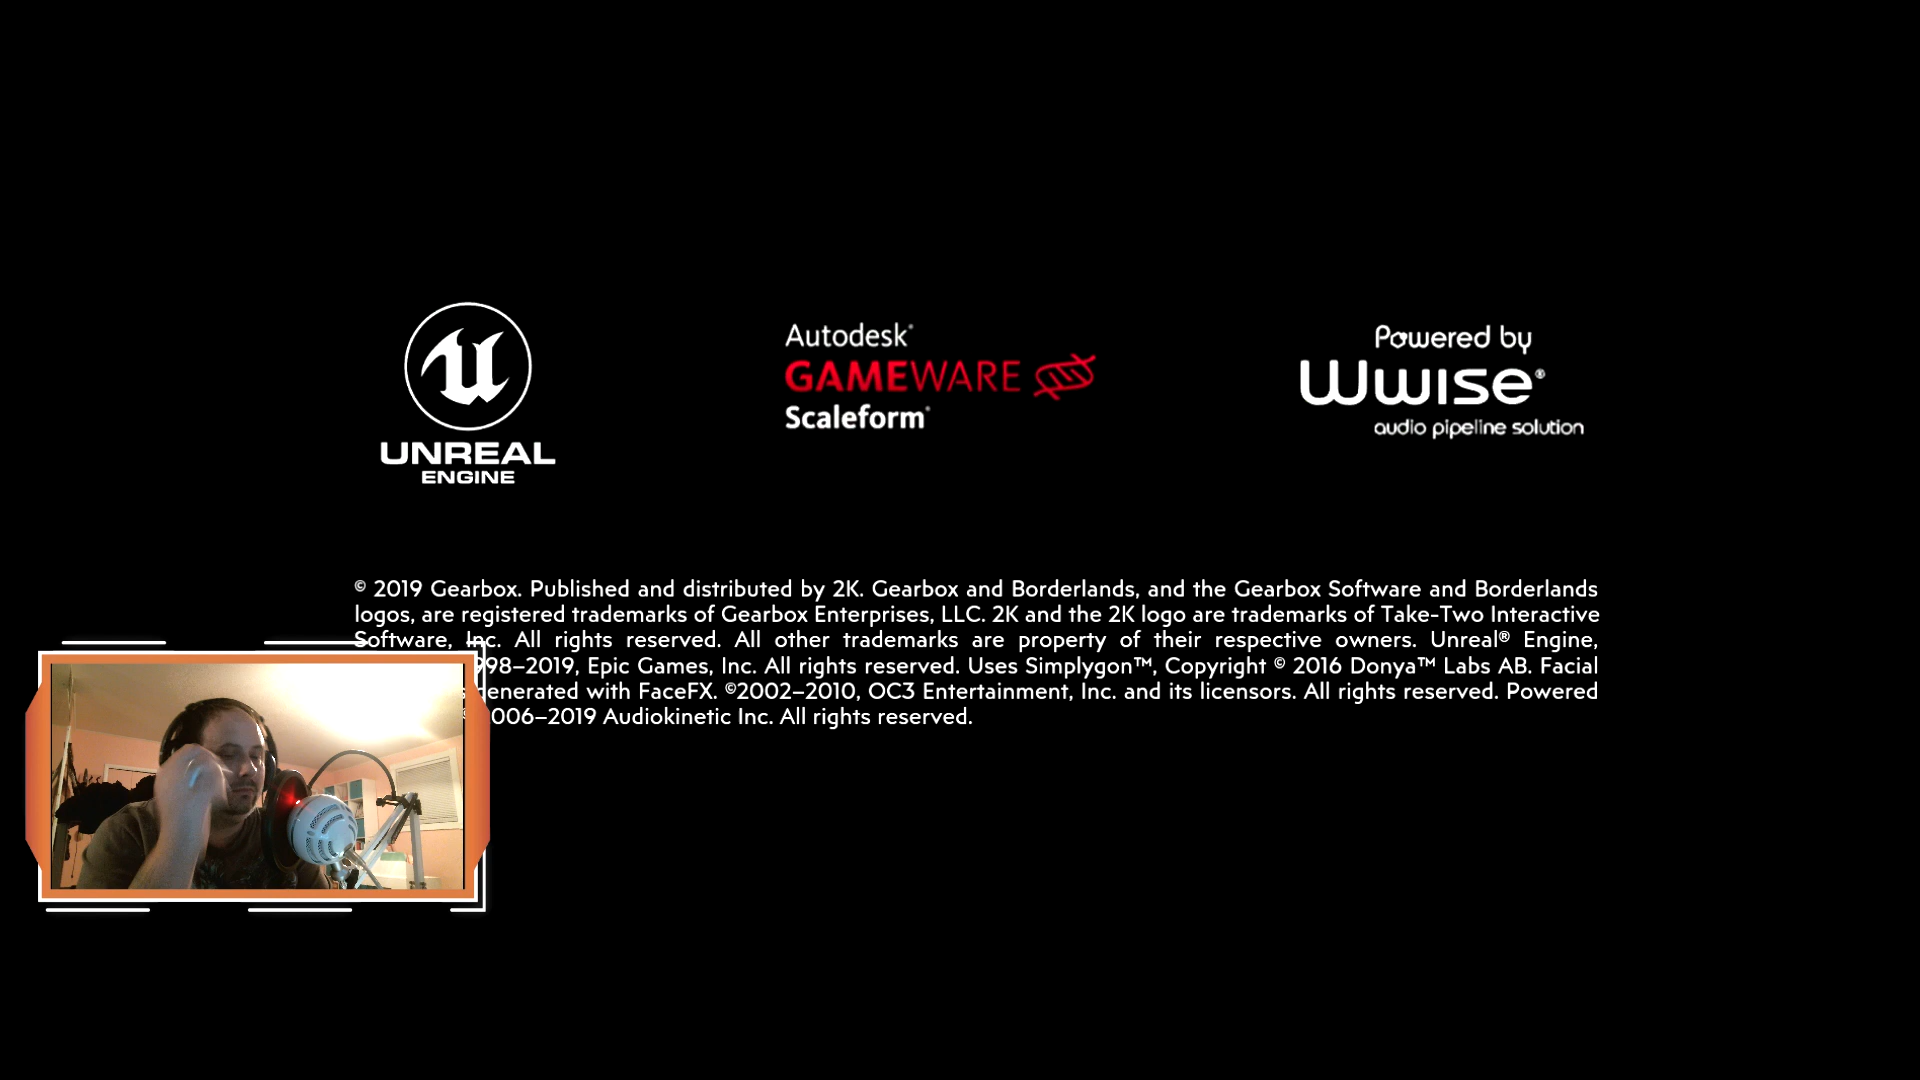 UNREAL
ENGINE
Autodesk®
GAMEWARE
Scaleform®
Powered by
Wwise®
audio pipeline solution
© 2019 Gearbox. Published and distributed by 2K. Gearbox and Borderlands, and the Gearbox Software and Borderlands
logos, are registered trademarks of Gearbox Enterprises, LLC. 2K and the 2K logo are trademarks of Take-Two Interactive
Software, Inc. All rights reserved. All other trademarks are property of their respective owners. Unreal® Engine,
98–2019, Epic Games, Inc. All rights reserved. Uses Simplygon™, Copyright © 2016 Donya™ Labs AB. Facial
generated with FaceFX. ©2002–2010, OC3 Entertainment, Inc. and its licensors. All rights reserved. Powered
006–2019 Audiokinetic Inc. All rights reserved.